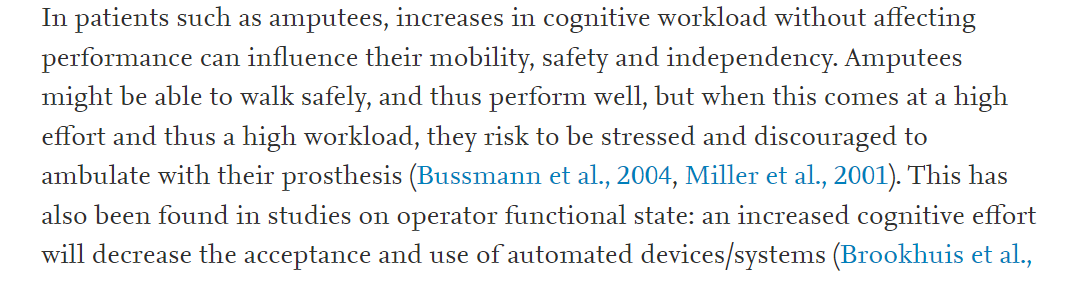 In patients such as amputees, increases in cognitive workload without affecting
performance can influence their mobility, safety and independency. Amputees
might be able to walk safely, and thus perform well, but when this comes at a high
effort and thus a high workload, they risk to be stressed and discouraged to
ambulate with their prosthesis (Bussmann et al., 2004, Miller et al., 2001). This has
also been found in studies on operator functional state: an increased cognitive effort
will decrease the acceptance and use of automated devices/systems (Brookhuis et al.,